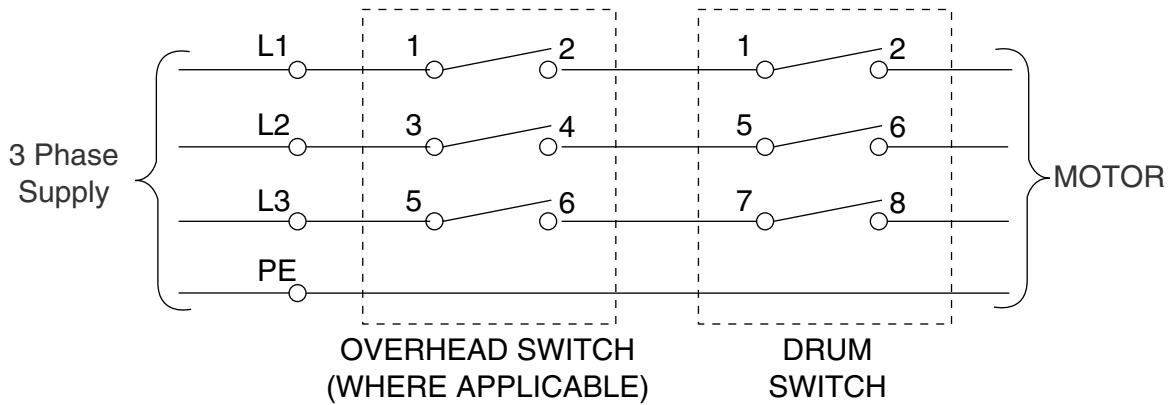 L1 1 2 1 2
L2 3 4 5 6
3 Phase
Supply
MOTOR
L3 5 6 7 8
PE
OVERHEAD SWITCH
(WHERE APPLICABLE)
DRUM
SWITCH